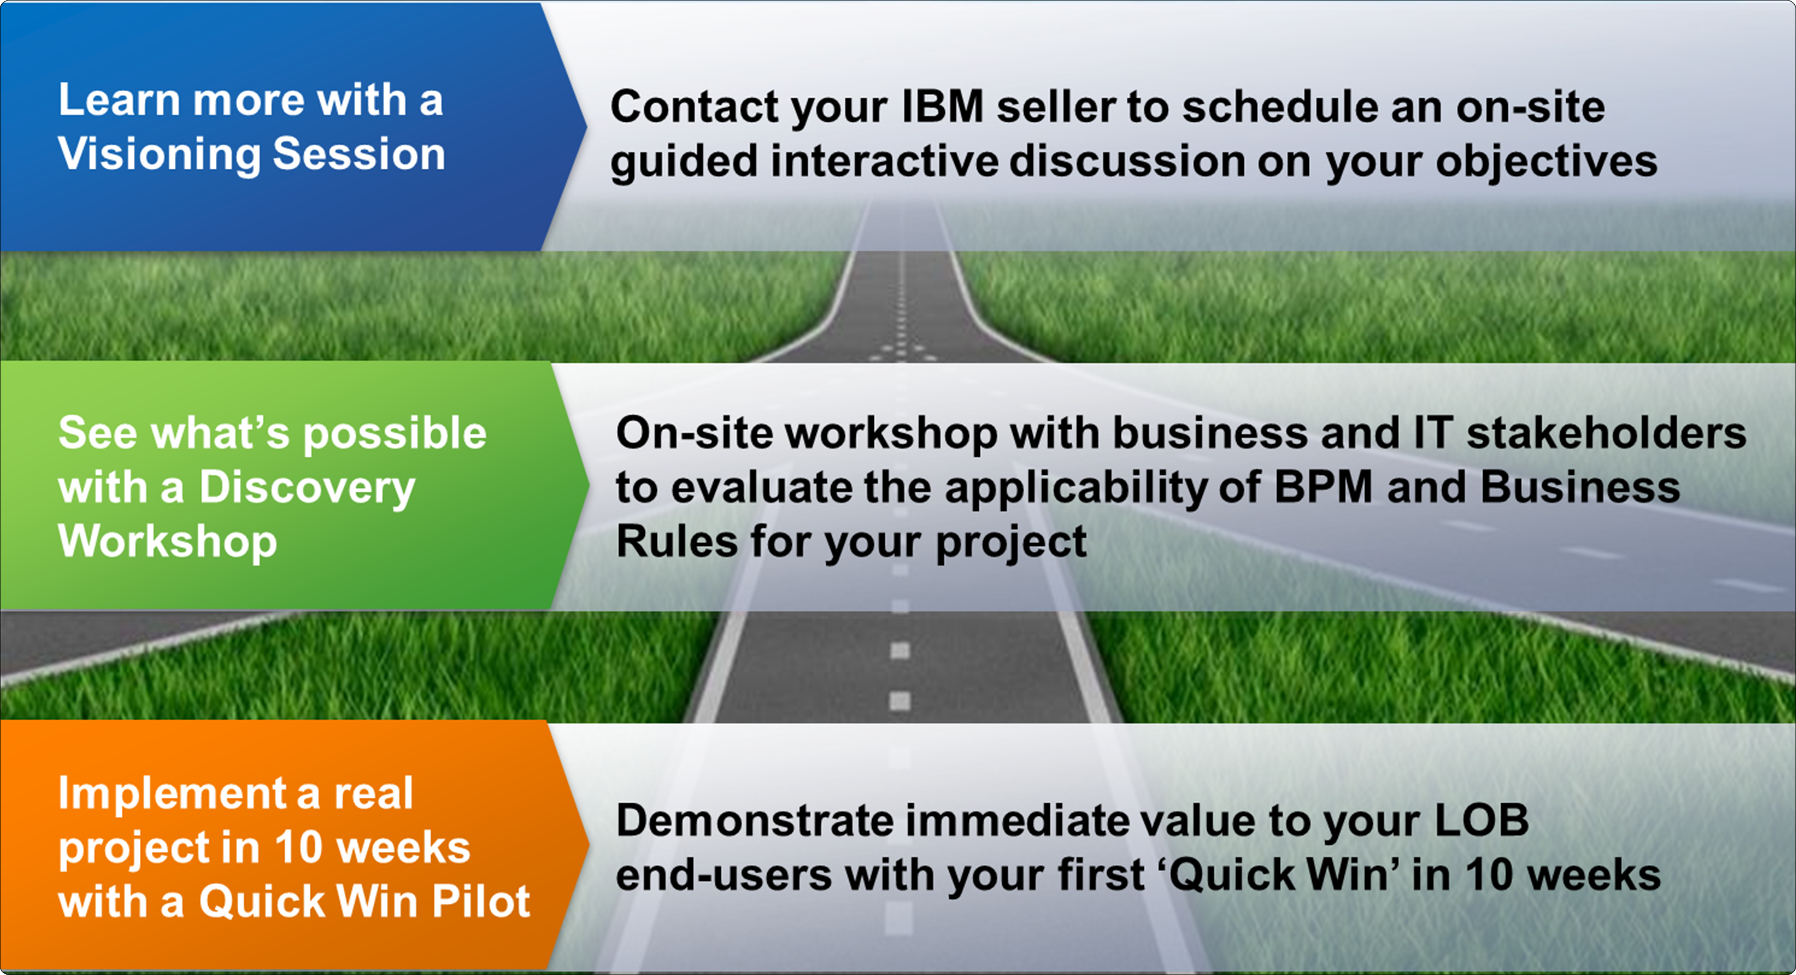 Learn more with a
Visioning Session
Contact your IBM seller to schedule an on-site
guided interactive discussion on your objectives
See what’s possible
with a Discovery
Workshop
On-site workshop with business and IT stakeholders
to evaluate the applicability of BPM and Business
Rules for your project
Implement a real
project in 10 weeks
with a Quick Win Pilot
Demonstrate immediate value to your LOB
end-users with your first ‘Quick Win’ in 10 weeks